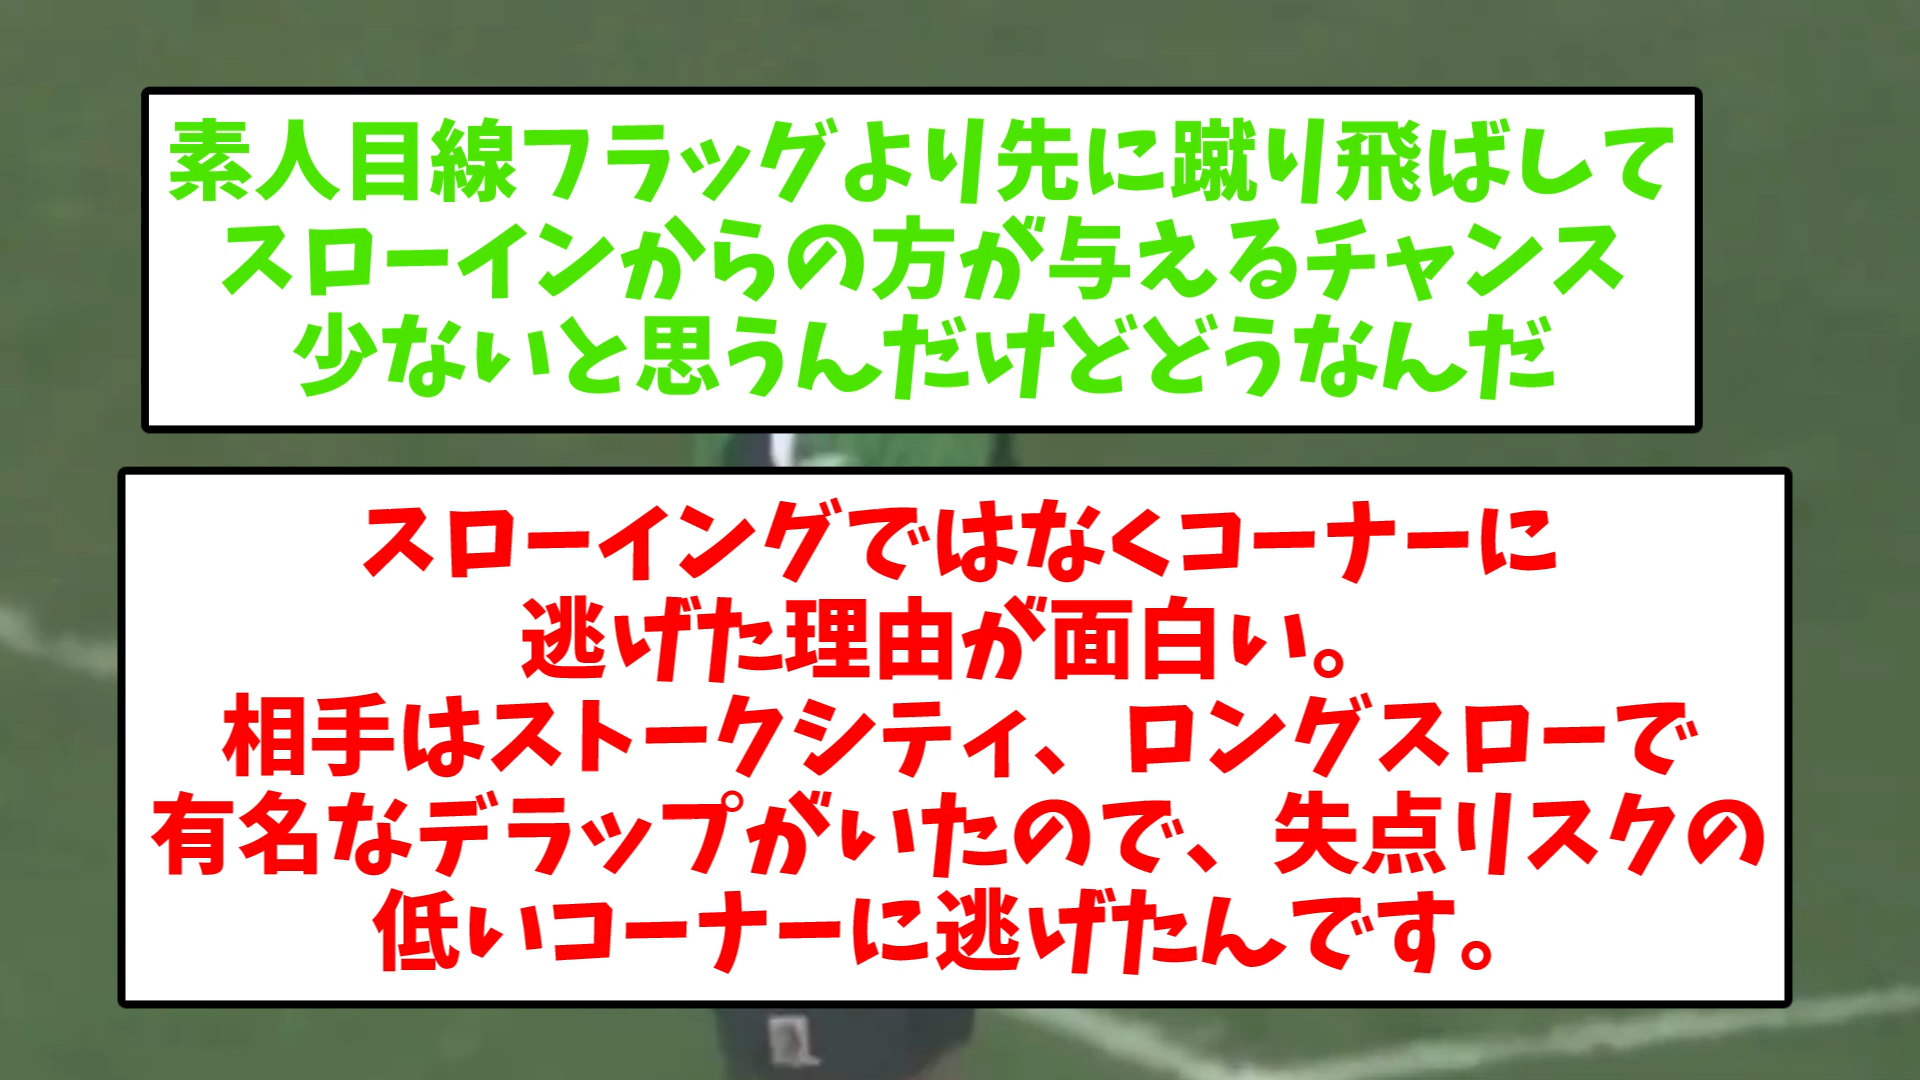 素人目線フラッグより先に蹴り飛ばして
スローインからの方が与えるチャンス
少ないと思うんだけどどうなんだ
スローイングではなくコーナーに
逃げた理由が面白い。
相手はストークシティ、ロングスローで
有名なデラップがいたので、失点リスクの
低いコーナーに逃げたんです。